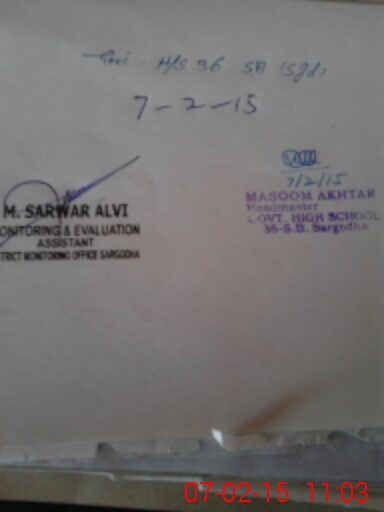 Govt H/S 36 SB (Sgd)
7-2-15
M. SARWAR ALVI
ONITORING & EVALUATION
ASSISTANT
TRICT MONITORING OFFICE SARGODHA
7/2/15
MASOOM AKHTAR
Headmaster
GOVT. HIGH SCHOOL
36-S.B. Sargodha
07-02-15 11:03